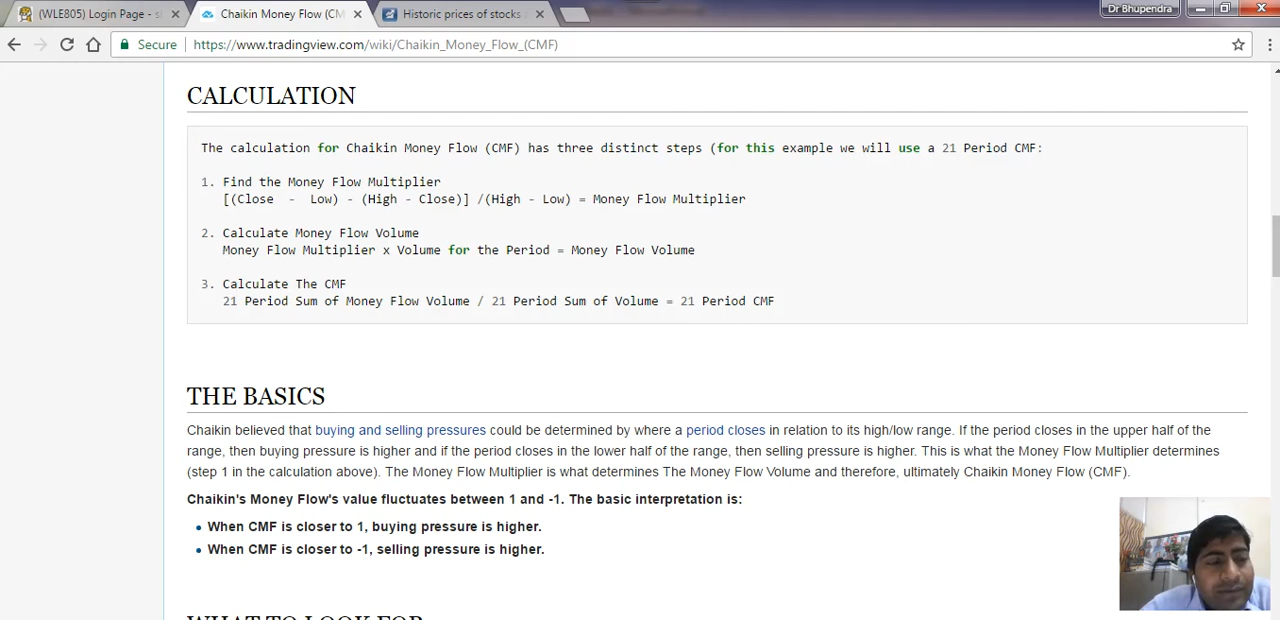 (WLE805) Login Page - s
Chaikin Money Flow (CM
Historic prices of stocks
Dr Bhupendra
Secure
https://www.tradingview.com/wiki/Chaikin_Money_Flow_(CMF)
CALCULATION
The calculation for Chaikin Money Flow (CMF) has three distinct steps (for this example we will use a 21 Period CMF:
1. Find the Money Flow Multiplier
[(Close  -  Low) - (High - Close)] /(High - Low) = Money Flow Multiplier
2. Calculate Money Flow Volume
Money Flow Multiplier x Volume for the Period = Money Flow Volume
3. Calculate The CMF
21 Period Sum of Money Flow Volume / 21 Period Sum of Volume = 21 Period CMF
THE BASICS
Chaikin believed that buying and selling pressures could be determined by where a period closes in relation to its high/low range. If the period closes in the upper half of the
range, then buying pressure is higher and if the period closes in the lower half of the range, then selling pressure is higher. This is what the Money Flow Multiplier determines
(step 1 in the calculation above). The Money Flow Multiplier is what determines The Money Flow Volume and therefore, ultimately Chaikin Money Flow (CMF).
Chaikin's Money Flow's value fluctuates between 1 and -1. The basic interpretation is:
• When CMF is closer to 1, buying pressure is higher.
• When CMF is closer to -1, selling pressure is higher.
WHAT TO LOOK FOR